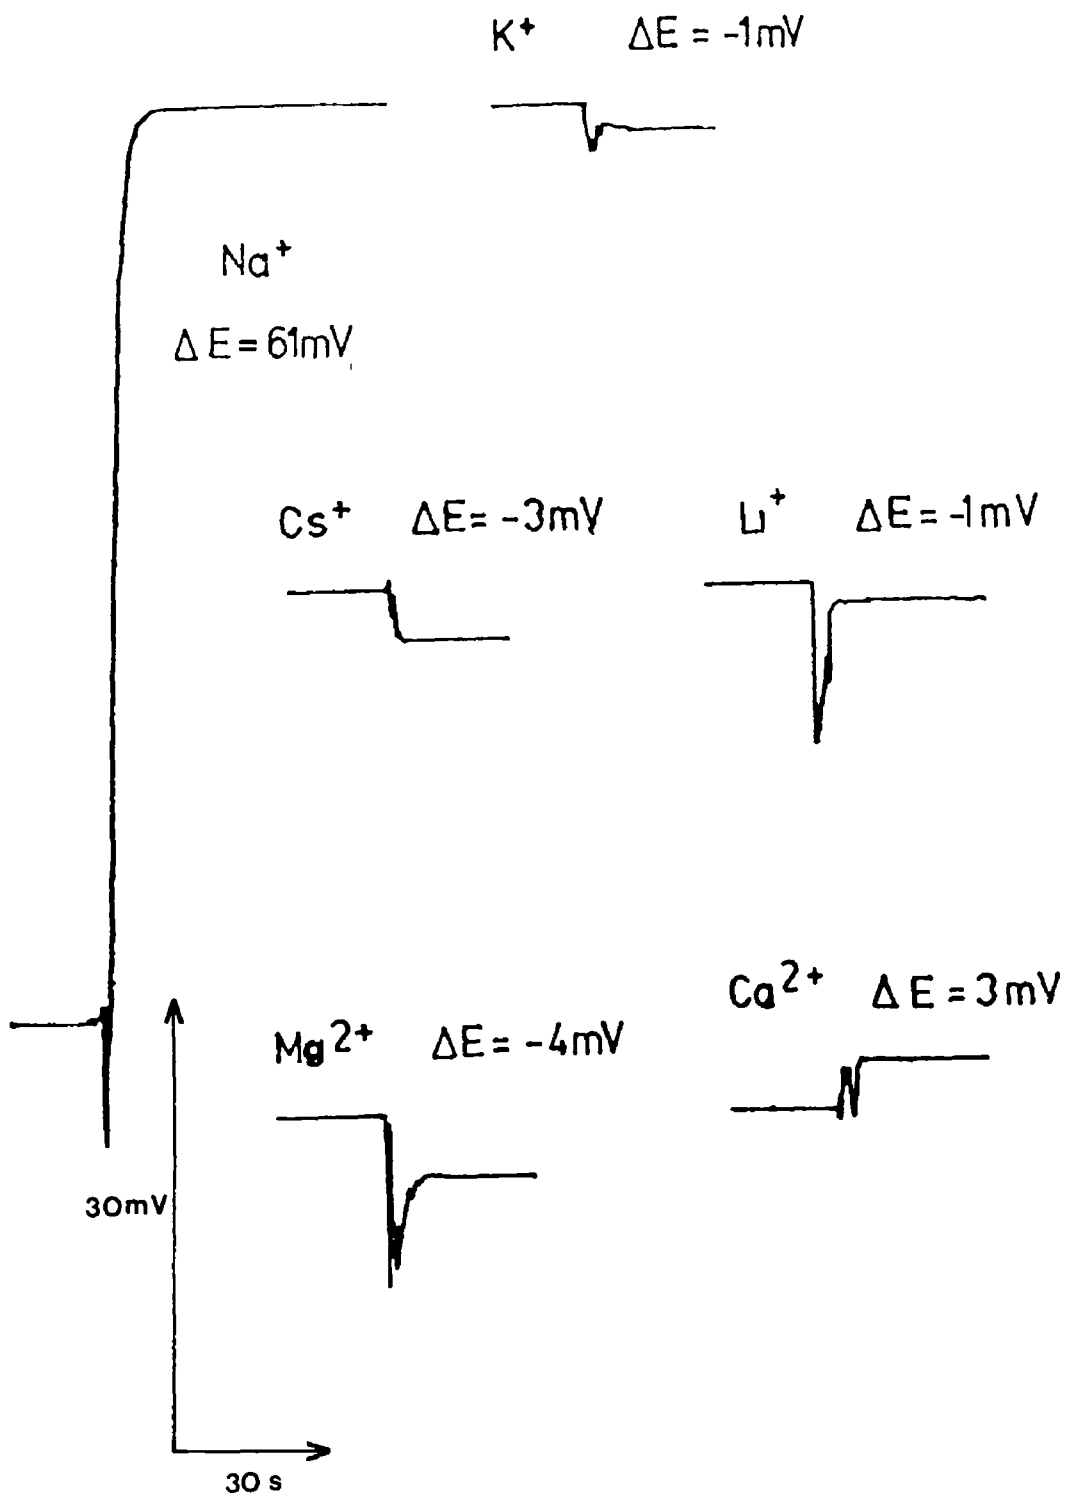 K⁺ ΔE = -1mV
Na⁺
ΔE = 61mV
Cs⁺ ΔE = -3mV
Li⁺ ΔE = -1mV
Ca²⁺ ΔE = 3mV
Mg²⁺ ΔE = -4mV
30mV
30 s